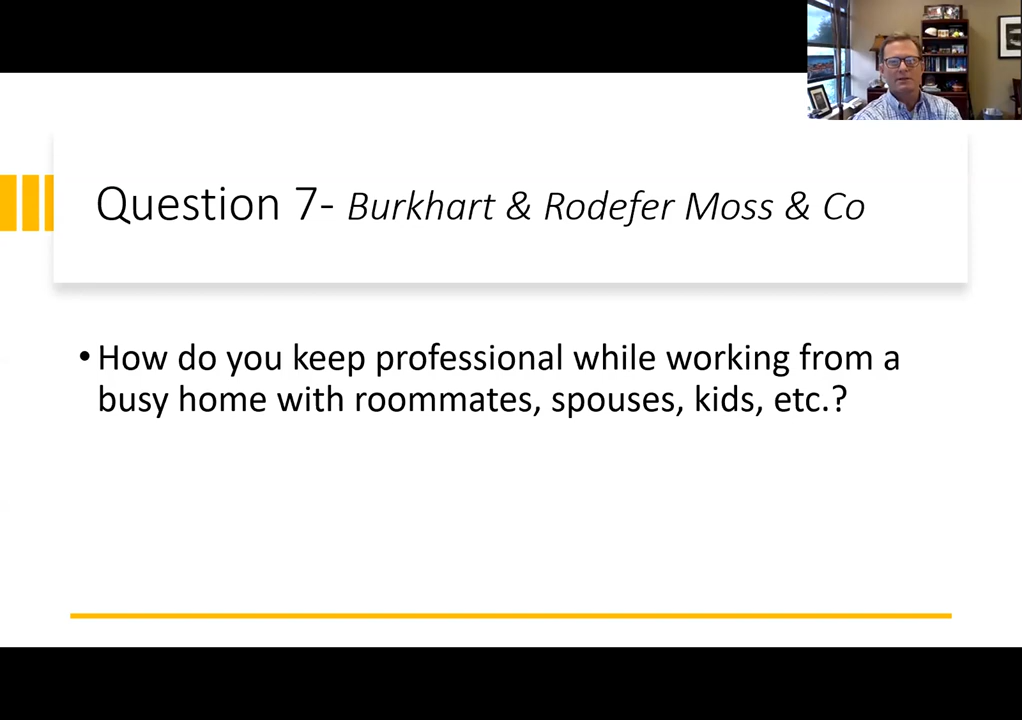 Question 7- Burkhart & Rodefer Moss & Co
• How do you keep professional while working from a
busy home with roommates, spouses, kids, etc.?